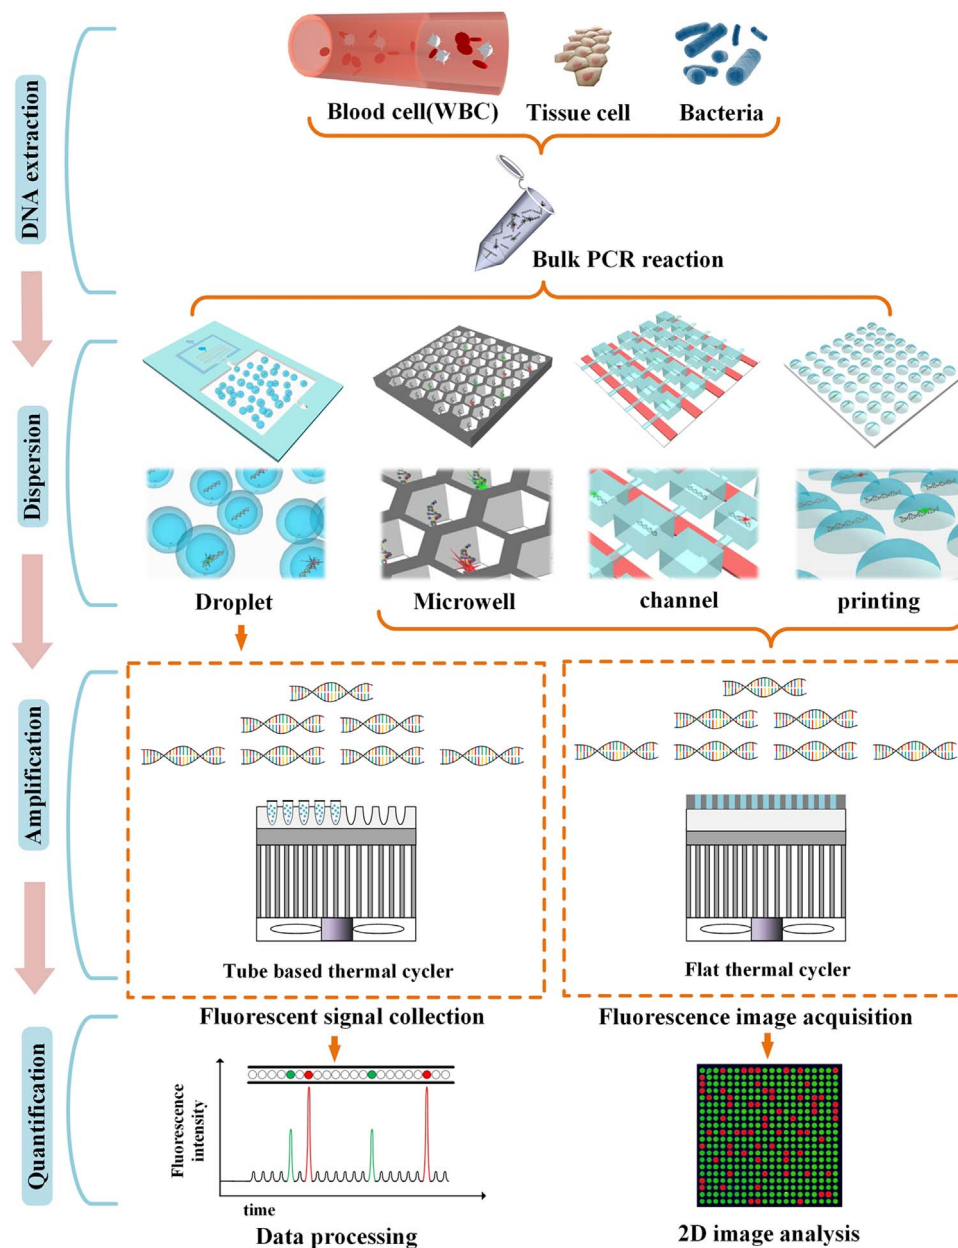 DNA extraction
Blood cell(WBC)
Tissue cell
Bacteria
Bulk PCR reaction
Dispersion
Droplet
Microwell
channel
printing
Amplification
Tube based thermal cycler
Flat thermal cycler
Quantification
Fluorescent signal collection
Fluorescence image acquisition
Fluorescence
intensity
time
Data processing
2D image analysis